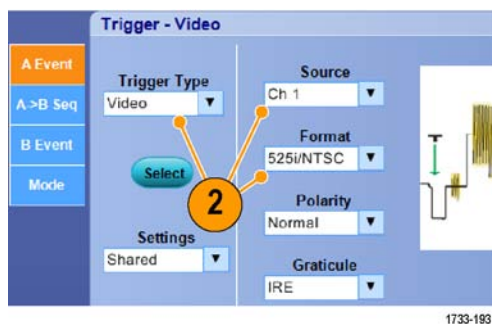 Trigger - Video
A Event
A->B Seq
B Event
Mode
Trigger Type
Video
Select
Settings
Shared
Source
Ch 1
Format
525i/NTSC
Polarity
Normal
Graticule
IRE
2
T
1733-193